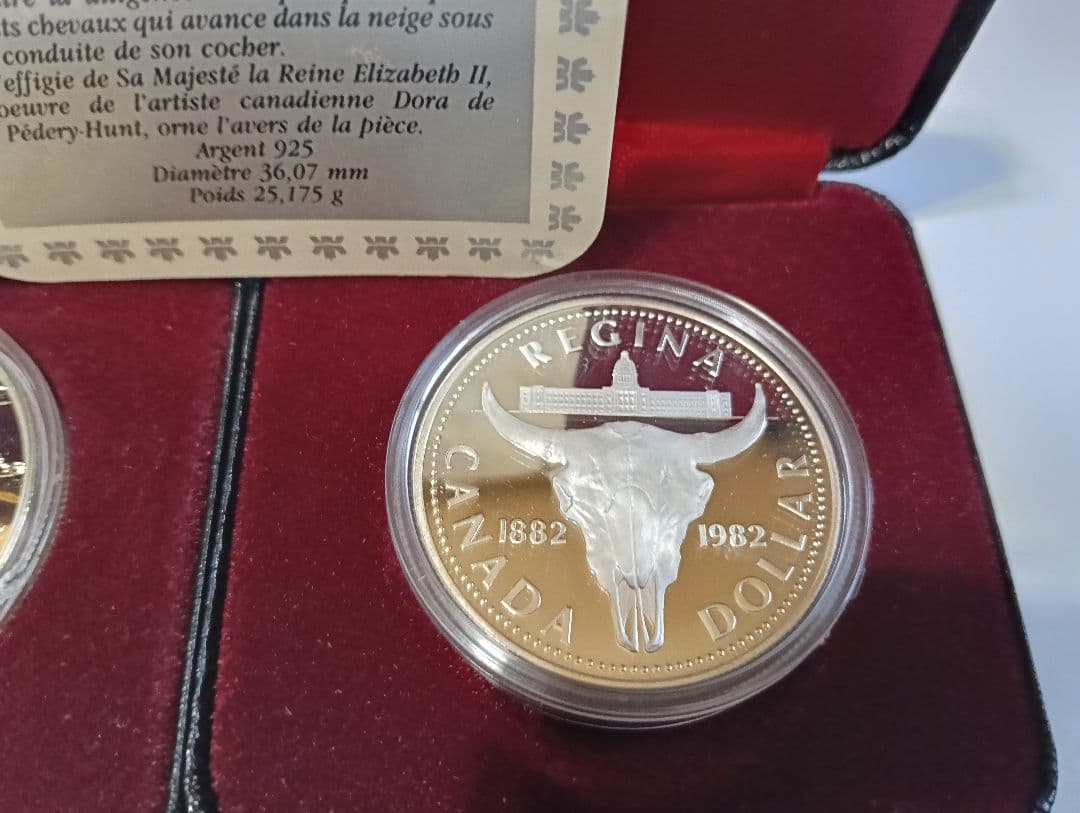 ts chevaux qui avance dans la neige sous
conduite de son cocher.
effigie de Sa Majesté la Reine Elizabeth II,
oeuvre de l'artiste canadienne Dora de
Pédery-Hunt, orne l'avers de la pièce.
Argent 925
Diamètre 36,07 mm
Poids 25,175 g
REGINA
CANADA
1882
1982
DOLLAR